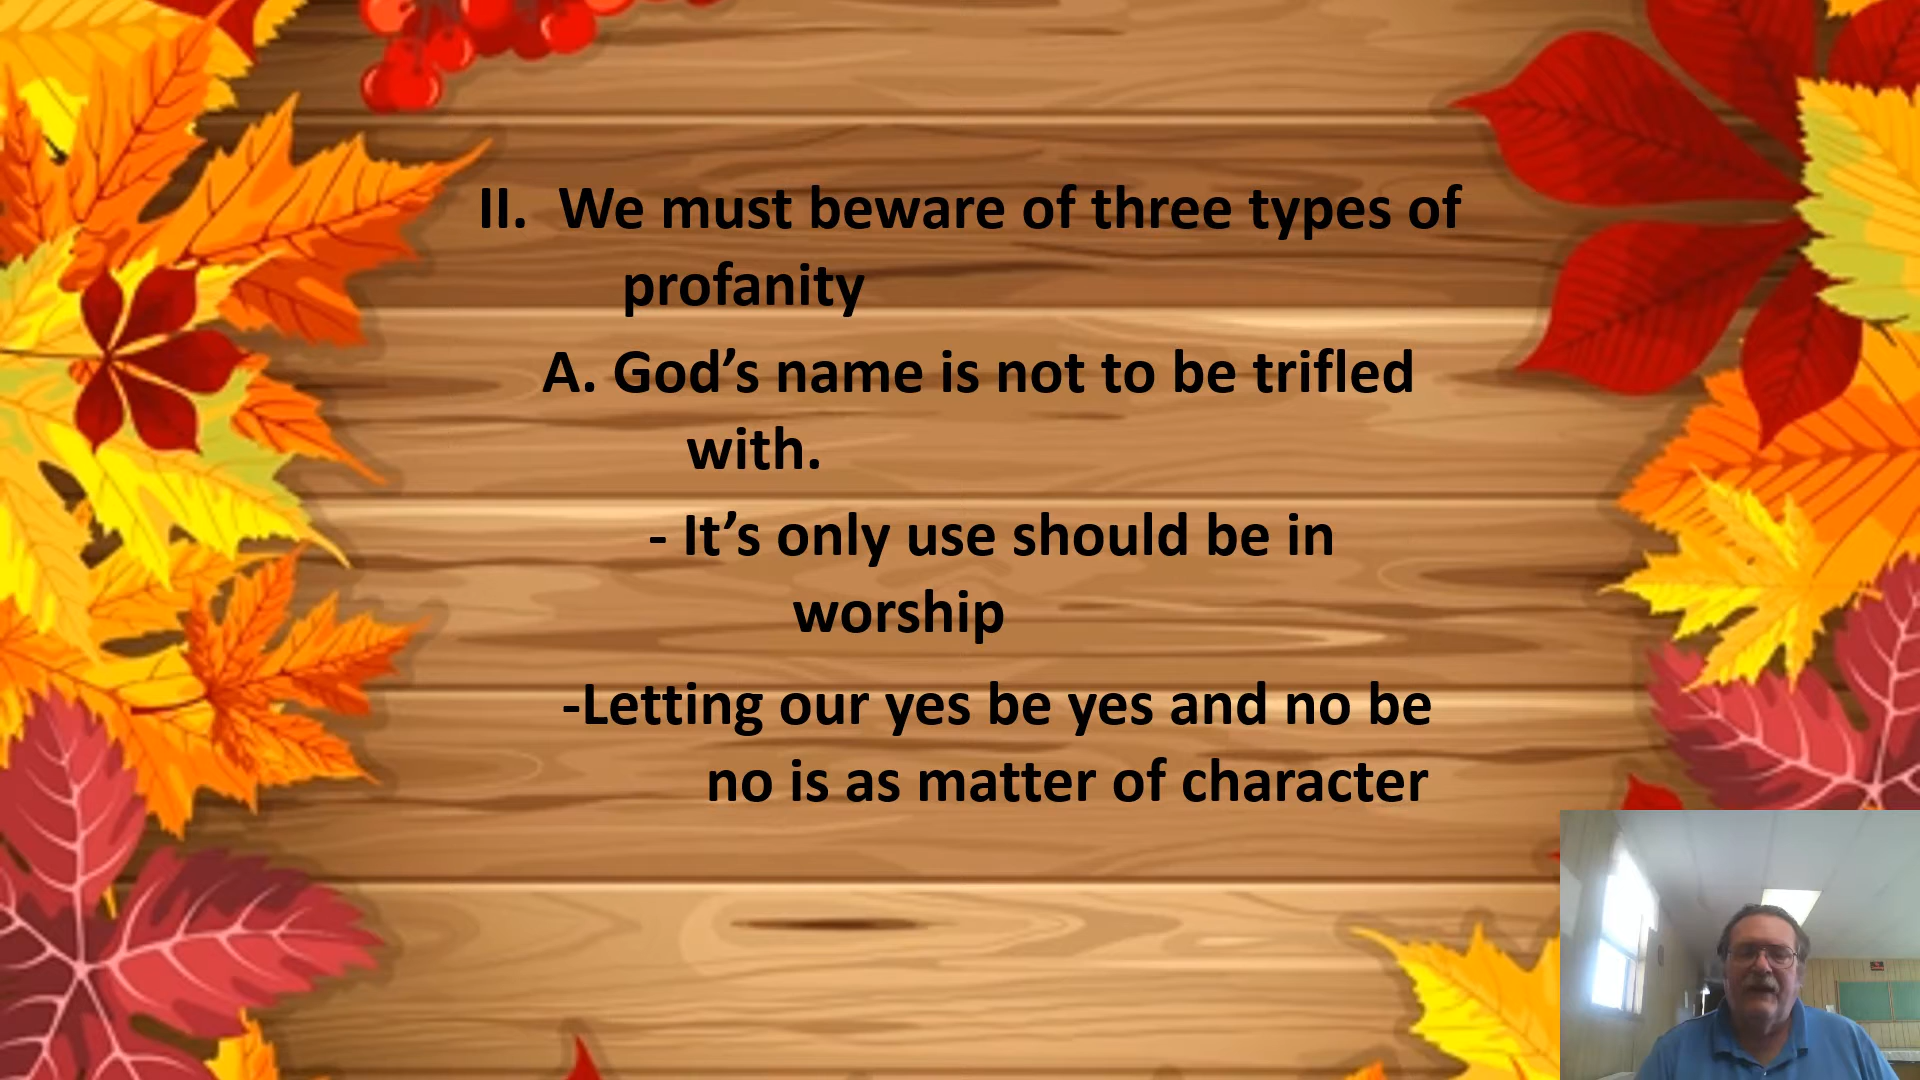 II. We must beware of three types of
profanity
A. God’s name is not to be trifled
with.
- It’s only use should be in
worship
-Letting our yes be yes and no be
no is as matter of character